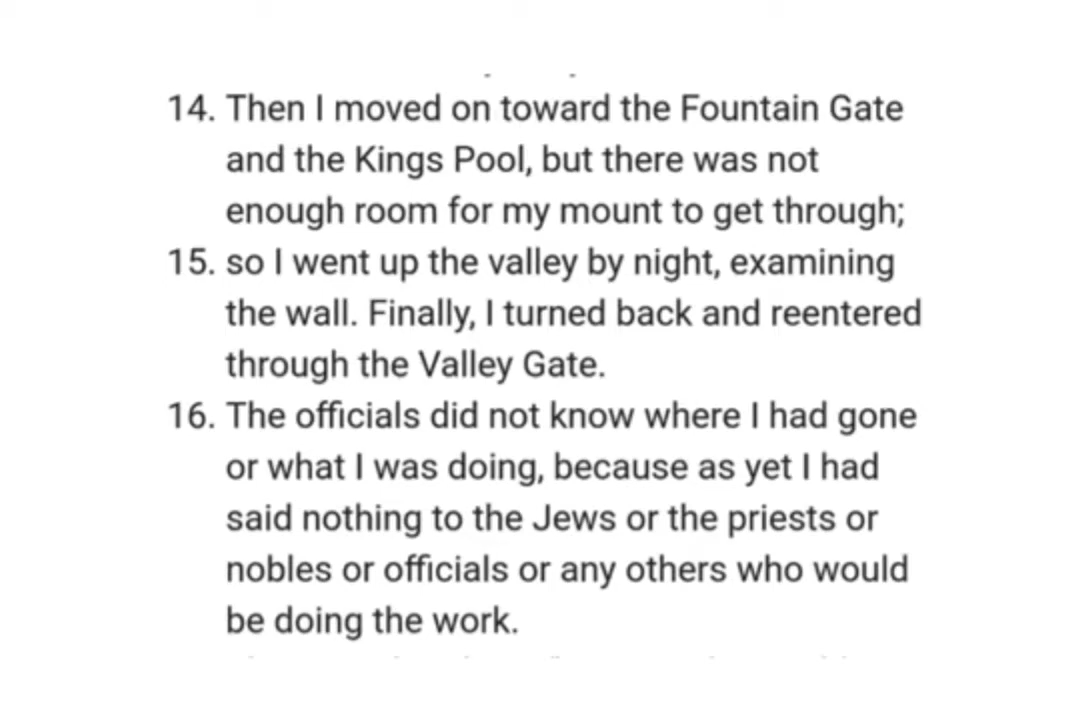 14. Then I moved on toward the Fountain Gate
and the Kings Pool, but there was not
enough room for my mount to get through;
15. so I went up the valley by night, examining
the wall. Finally, I turned back and reentered
through the Valley Gate.
16. The officials did not know where I had gone
or what I was doing, because as yet I had
said nothing to the Jews or the priests or
nobles or officials or any others who would
be doing the work.